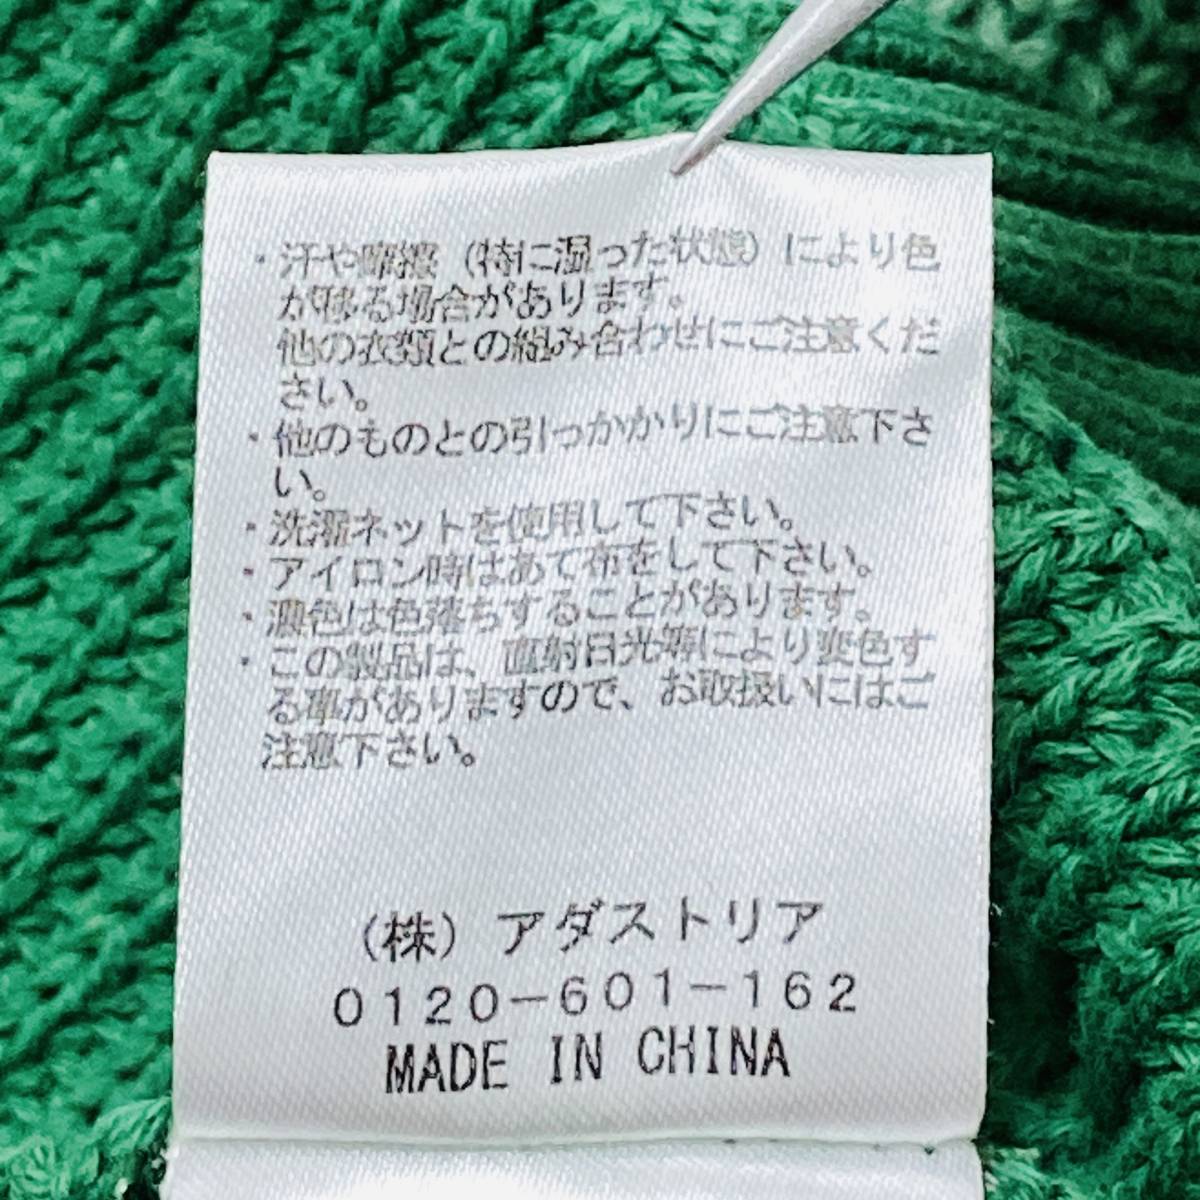 ・汗や摩擦（特に湿った状態）により色
が移る場合があります。
他の衣類との組み合わせにご注意くだ
さい。
・他のものとの引っかかりにご注意下さ
い。
・洗濯ネットを使用して下さい。
・アイロン時はあて布をして下さい。
・濃色は色落ちすることがあります。
・この製品は、直射日光等により変色す
る事がありますので、お取扱いにはご
注意下さい。
（株）アダストリア
0120-601-162
MADE IN CHINA